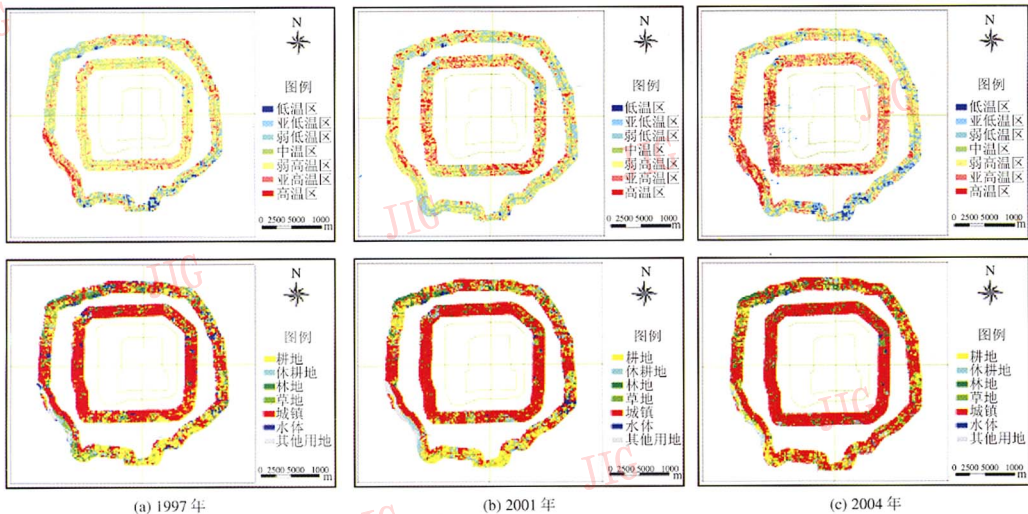 N
图例
低温区
亚低温区
弱低温区
中温区
弱高温区
亚高温区
高温区
0 2500 5000 1000
m
N
图例
低温区
亚低温区
弱低温区
中温区
弱高温区
亚高温区
高温区
0 2500 5000 1000
m
N
图例
低温区
亚低温区
弱低温区
中温区
弱高温区
亚高温区
高温区
0 2500 5000 1000
m
JIG
JIG
N
图例
耕地
休耕地
林地
草地
城镇
水体
其他用地
0 2500 5000 1000
m
JIG
N
图例
耕地
休耕地
林地
草地
城镇
水体
其他用地
0 2500 5000 1000
m
JIG
N
图例
耕地
休耕地
林地
草地
城镇
水体
其他用地
0 2500 5000 1000
m
JIG
(a) 1997 年
(b) 2001 年
(c) 2004 年